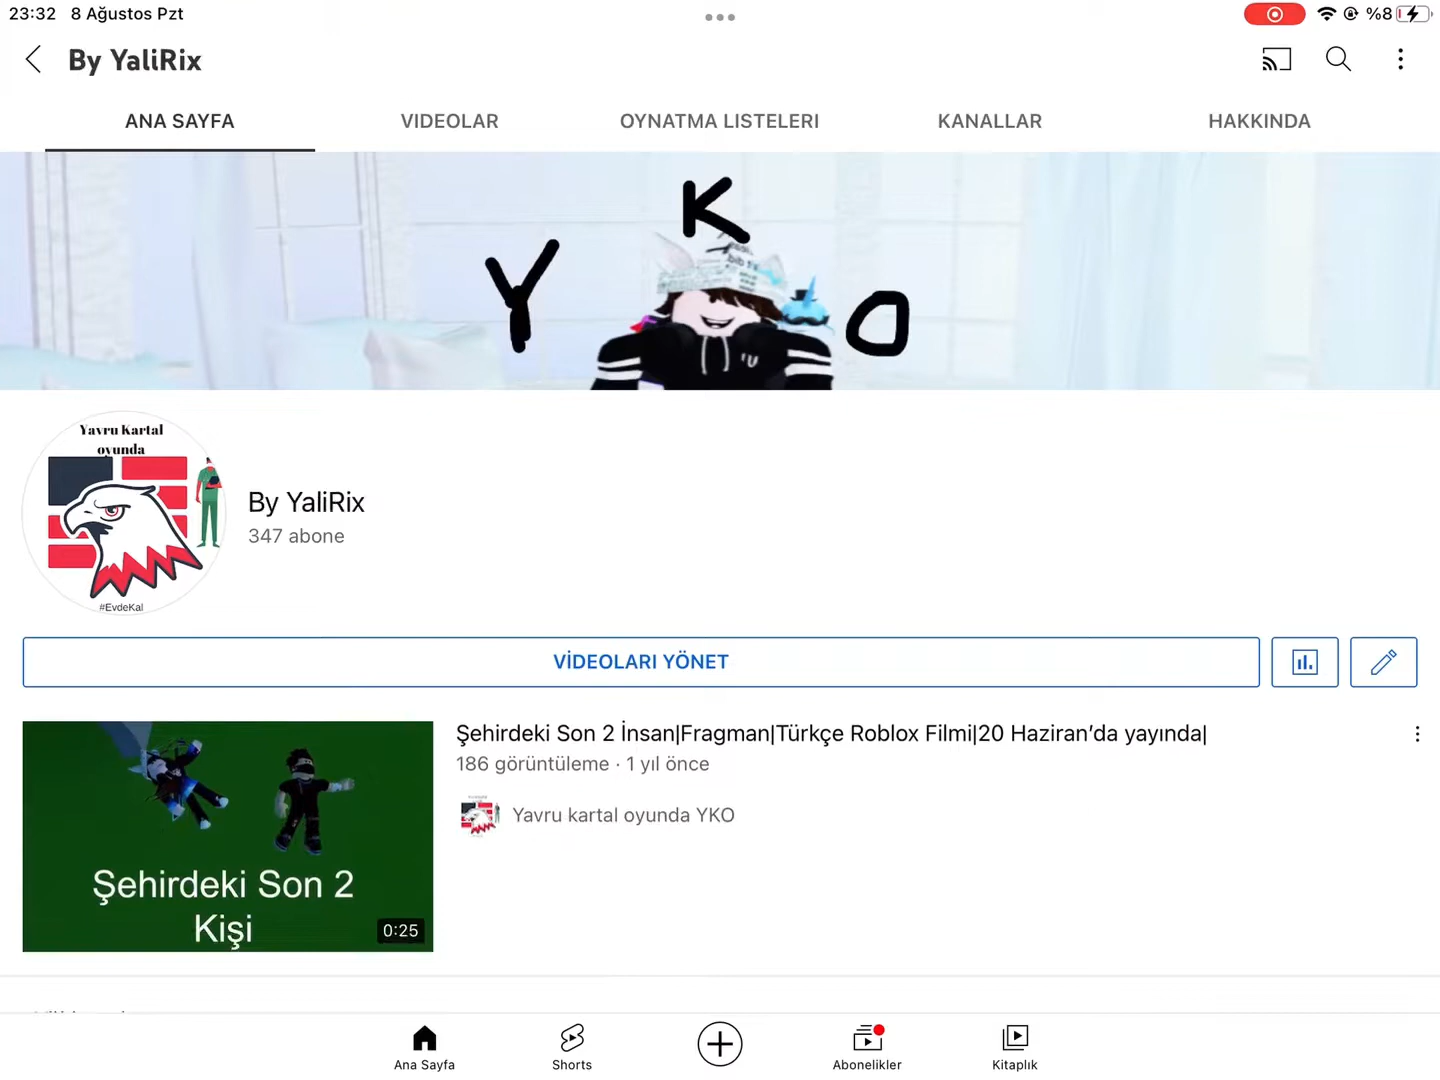 23:32 8 Ağustos Pzt
%8
By YaliRix
ANA SAYFA
VIDEOLAR
OYNATMA LISTELERI
KANALLAR
HAKKINDA
K
Y
O
Yavru Kartal
oyunda
#EvdeKal
By YaliRix
347 abone
VİDEOLARI YÖNET
Şehirdeki Son 2
Kişi
0:25
Şehirdeki Son 2 İnsan|Fragman|Türkçe Roblox Filmi|20 Haziran’da yayında|
186 görüntüleme · 1 yıl önce
Yavru kartal oyunda YKO
Ana Sayfa
Shorts
Abonelikler
Kitaplık